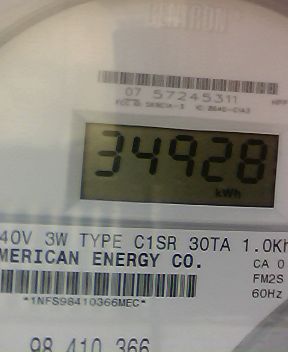 CENTRON
07 57245311
34928
kWh
40V 3W TYPE C1SR 30TA 1.0Kh
MERICAN ENERGY CO.
CA 0
FM2S
60Hz
*1NFS98410366MEC*
98 410 366